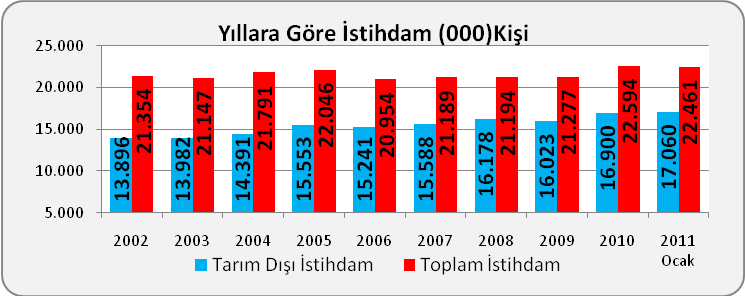 Yıllara Göre İstihdam (000)Kişi
25.000
20.000
15.000
10.000
5.000
13.896 21.354 13.982 21.147 14.391 21.791 15.553 22.046 15.241 20.954 15.588 21.189 16.178 21.194 16.023 21.277 16.900 22.594 17.060 22.461
2002 2003 2004 2005 2006 2007 2008 2009 2010 2011
Ocak
Tarım Dışı İstihdam Toplam İstihdam